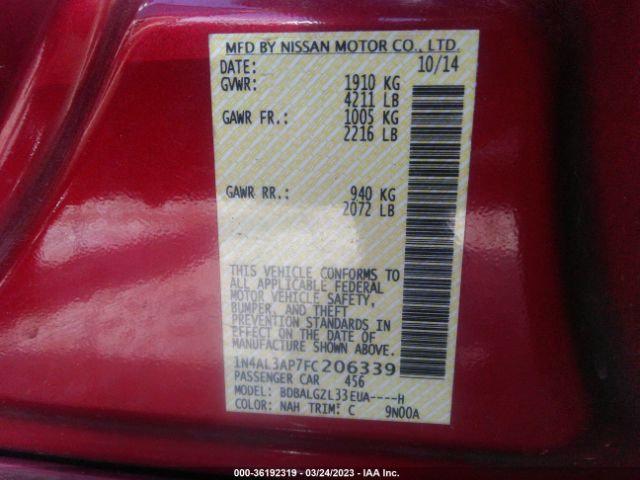 MFD BY NISSAN MOTOR CO., LTD.
DATE: 10/14
GVWR: 1910 KG
4211 LB
GAWR FR.: 1005 KG
2216 LB
GAWR RR.: 940 KG
2072 LB
THIS VEHICLE CONFORMS TO
ALL APPLICABLE FEDERAL
MOTOR VEHICLE SAFETY,
BUMPER, AND THEFT
PREVENTION STANDARDS IN
EFFECT ON THE DATE OF
MANUFACTURE SHOWN ABOVE.
1N4AL3AP7FC206339
PASSENGER CAR 456
MODEL: BDBALGZL33EUA----H
COLOR: NAH TRIM: C 9N00A
000-36192319 - 03/24/2023 - IAA Inc.